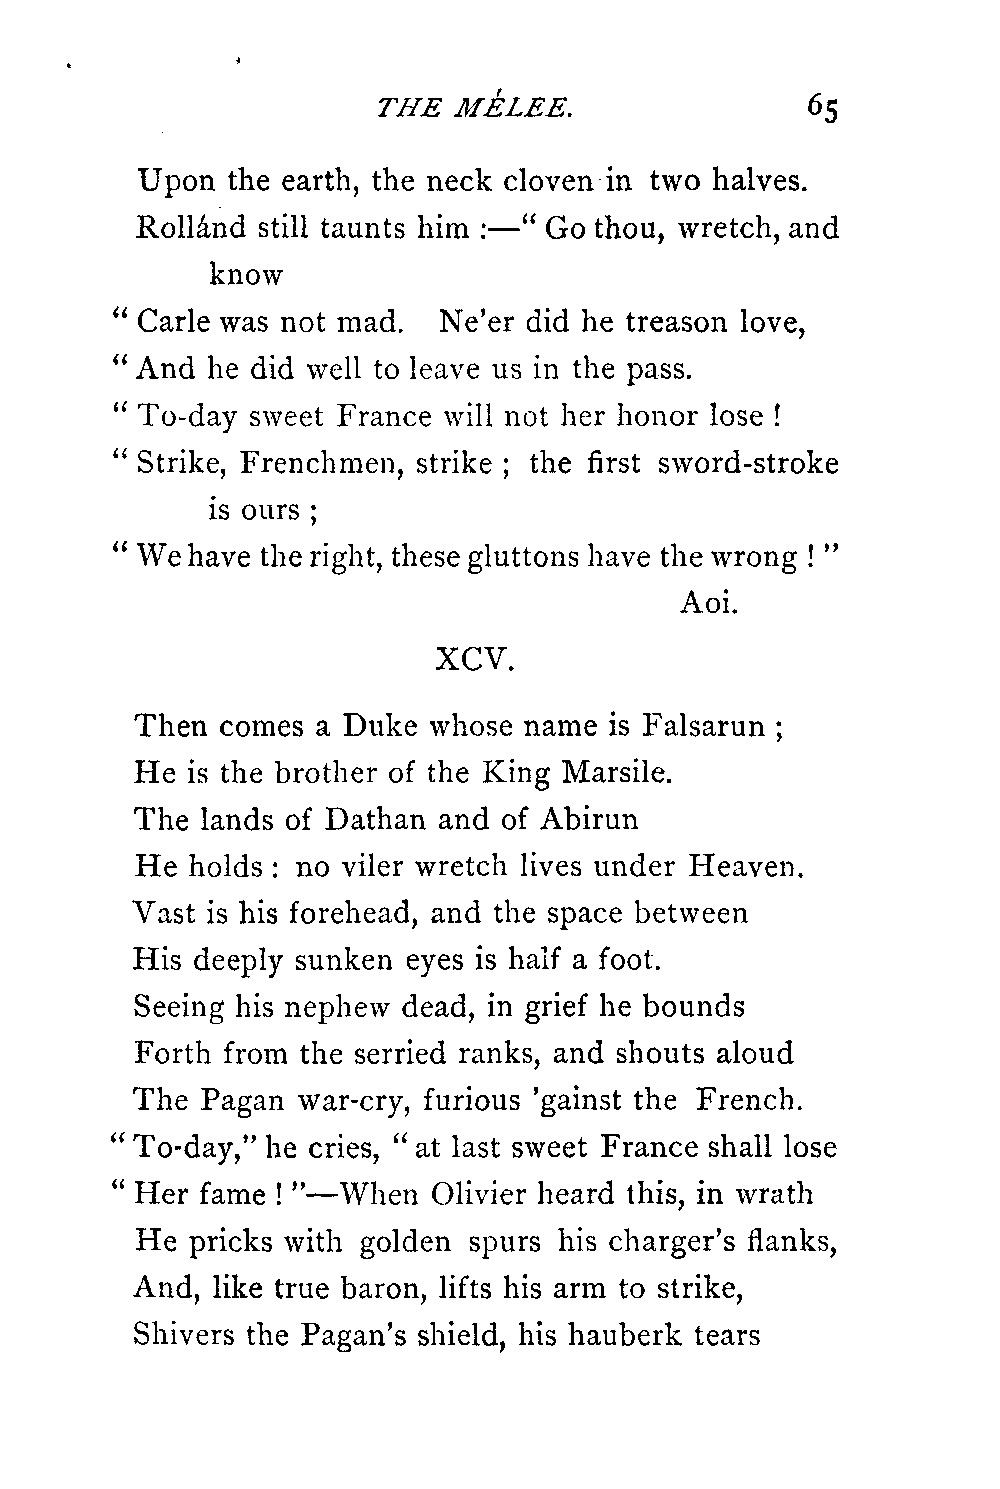 THE MÊLEE. 65
Upon the earth, the neck cloven in two halves.
Rollánd still taunts him :—“ Go thou, wretch, and
know
“ Carle was not mad. Ne’er did he treason love,
“ And he did well to leave us in the pass.
“ To-day sweet France will not her honor lose !
“ Strike, Frenchmen, strike ; the first sword-stroke
is ours ;
“ We have the right, these gluttons have the wrong ! ”
Aoi.
XCV.
Then comes a Duke whose name is Falsarun ;
He is the brother of the King Marsile.
The lands of Dathan and of Abirun
He holds : no viler wretch lives under Heaven.
Vast is his forehead, and the space between
His deeply sunken eyes is half a foot.
Seeing his nephew dead, in grief he bounds
Forth from the serried ranks, and shouts aloud
The Pagan war-cry, furious ’gainst the French.
“ To-day,” he cries, “ at last sweet France shall lose
“ Her fame ! ”—When Olivier heard this, in wrath
He pricks with golden spurs his charger’s flanks,
And, like true baron, lifts his arm to strike,
Shivers the Pagan’s shield, his hauberk tears